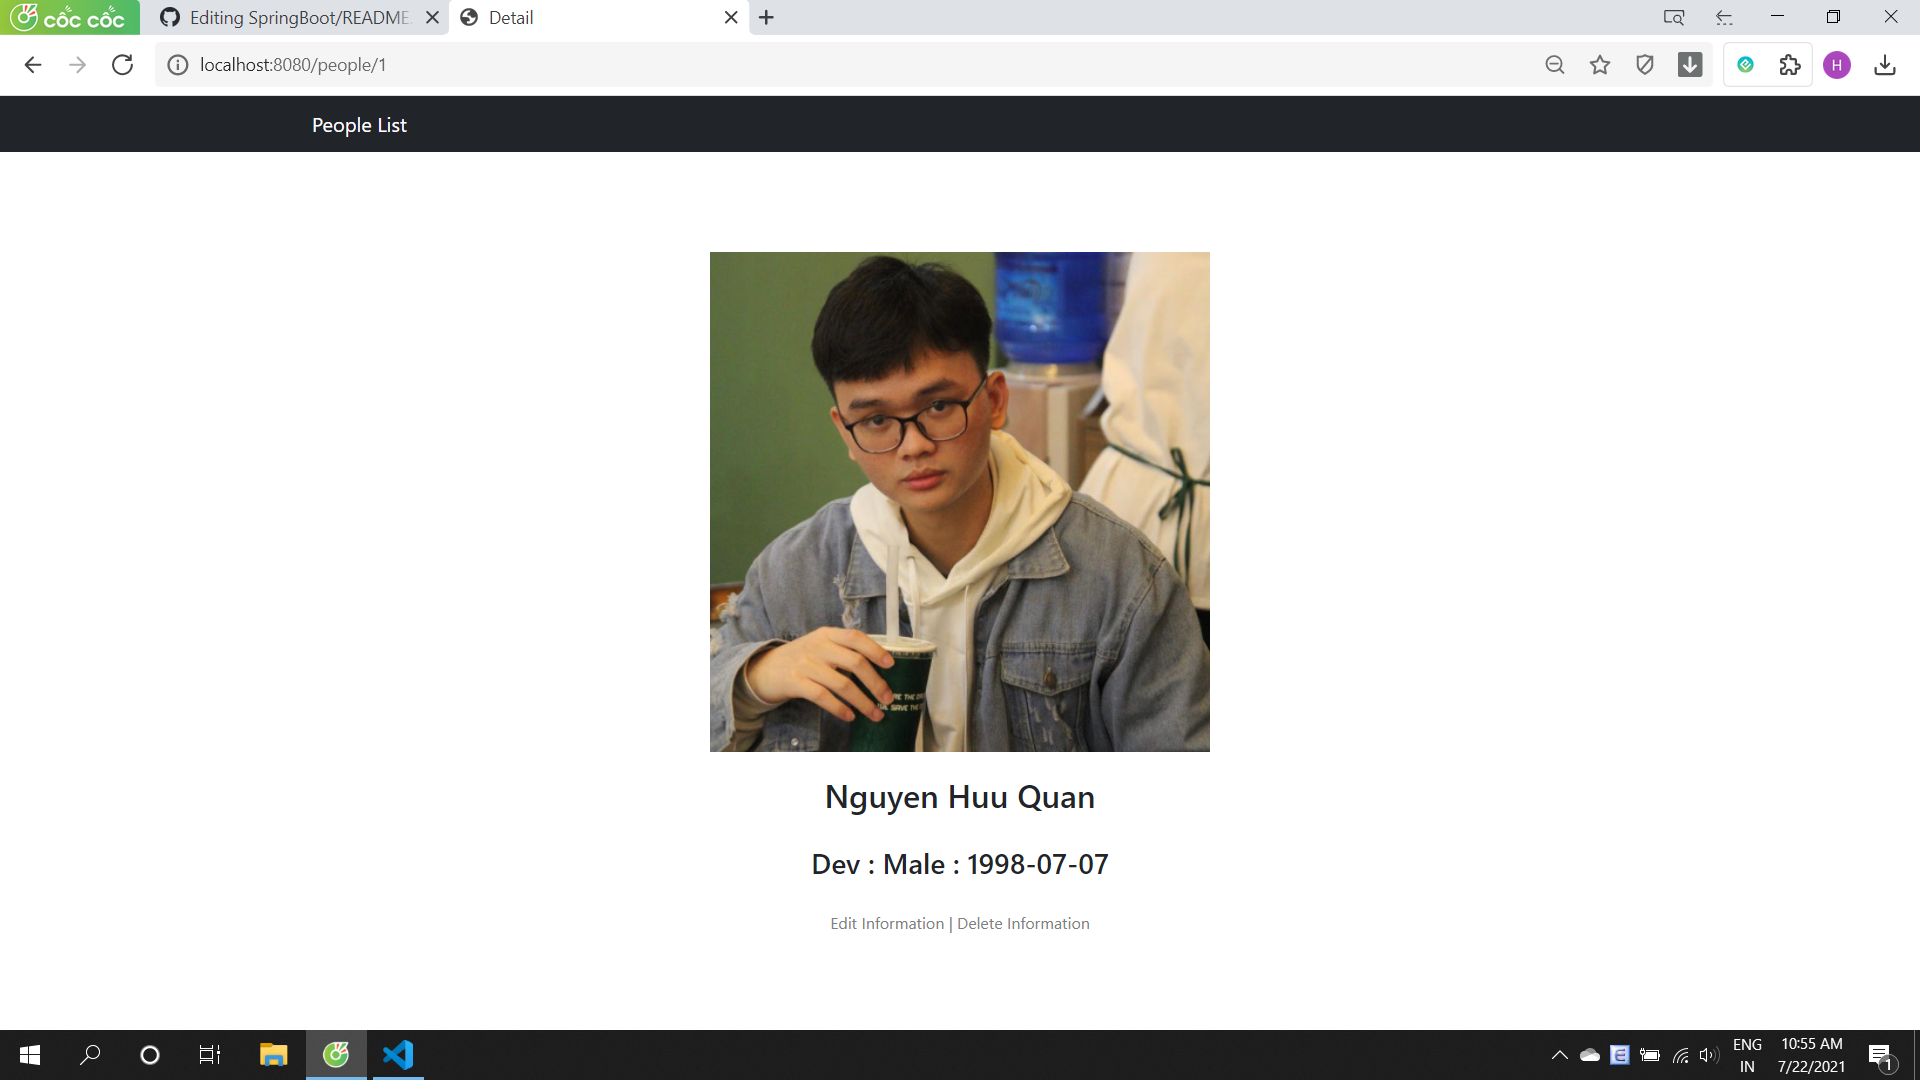 cốc cốc
Editing SpringBoot/README.
Detail
localhost:8080/people/1
H
People List
Nguyen Huu Quan
Dev : Male : 1998-07-07
Edit Information | Delete Information
ENG
IN
10:55 AM
7/22/2021
1